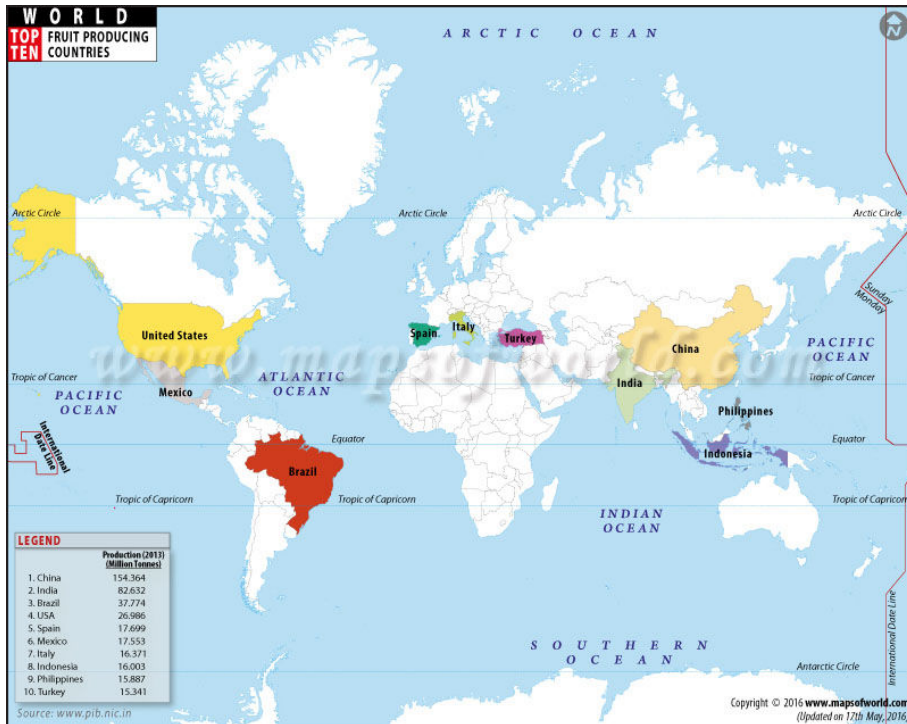 WORLD
TOP TEN
FRUIT PRODUCING
COUNTRIES
N
ARCTIC OCEAN
Arctic Circle
Arctic Circle
Arctic Circle
Sunday
Monday
United States
Spain
Italy
Turkey
China
www.mapsofworld.com
PACIFIC
OCEAN
Tropic of Cancer
ATLANTIC
OCEAN
Tropic of Cancer
Mexico
India
PACIFIC
OCEAN
Philippines
International
Date Line
Equator
Equator
Indonesia
Brazil
Tropic of Capricorn
Tropic of Capricorn
Tropic of Capricorn
INDIAN
OCEAN
LEGEND
Production (2013)
(Million Tonnes)
1. China 154.364
2. India 82.632
3. Brazil 37.774
4. USA 26.986
5. Spain 17.699
6. Mexico 17.553
7. Italy 16.371
8. Indonesia 16.003
9. Philippines 15.887
10. Turkey 15.341
Source: www.pib.nic.in
International Date Line
SOUTHERN
OCEAN
Antarctic Circle
Copyright © 2016 www.mapsofworld.com
(Updated on 17th May, 2016)